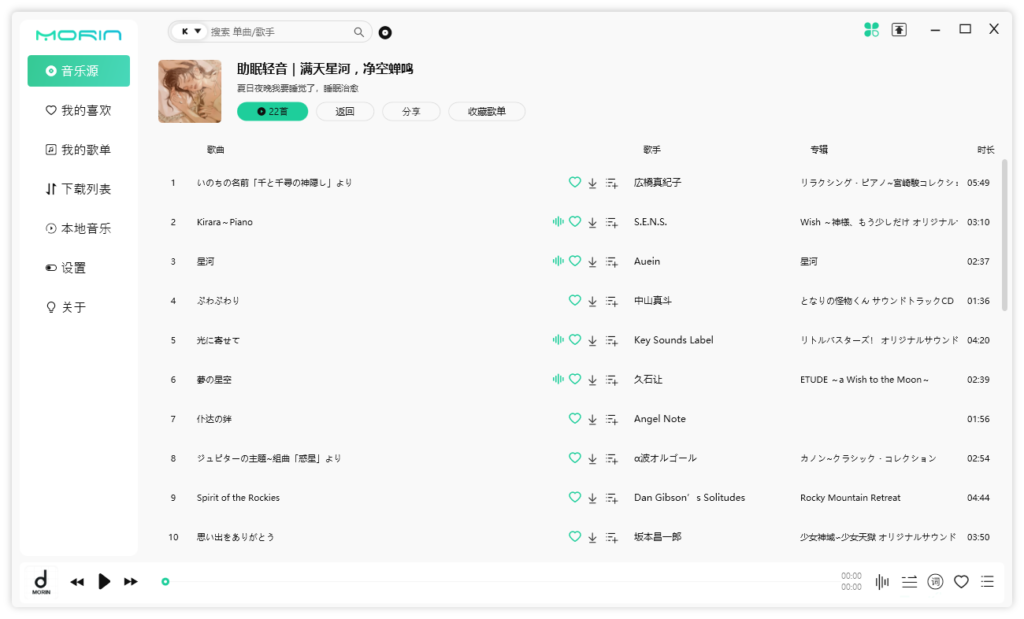 MORIN
K ▼ 搜索 单曲/歌手
音乐源
我的喜欢
我的歌单
下载列表
本地音乐
设置
关于
助眠轻音 | 满天星河，净空蝉鸣
夏日夜晚我要睡觉了。睡眠治愈
22首 返回 分享 收藏歌单
歌曲 歌手 专辑 时长
1 いのちの名前「千と千尋の神隠し」より 広橋真紀子 リラクシング・ピアノ~宮崎駿コレクショ 05:49
2 Kirara～Piano S.E.N.S. Wish ～神様、もう少しだけ オリジナル 03:10
3 星河 Auein 星河 02:37
4 ぷわぷわり 中山真斗 となりの怪物くん サウンドトラックCD 01:36
5 光に寄せて Key Sounds Label リトルバスターズ！ オリジナルサウンド 04:20
6 夢の星空 久石让 ETUDE ～a Wish to the Moon～ 02:39
7 仆达の絆 Angel Note 01:56
8 ジュピターの主題~組曲「惑星」より α波オルゴール カノン~クラシック・コレクション 02:54
9 Spirit of the Rockies Dan Gibson’s Solitudes Rocky Mountain Retreat 04:44
10 思い出をありがとう 坂本昌一郎 少女神域~少女天獄 オリジナルサウンド 03:50
MORIN
00:00
00:00
词